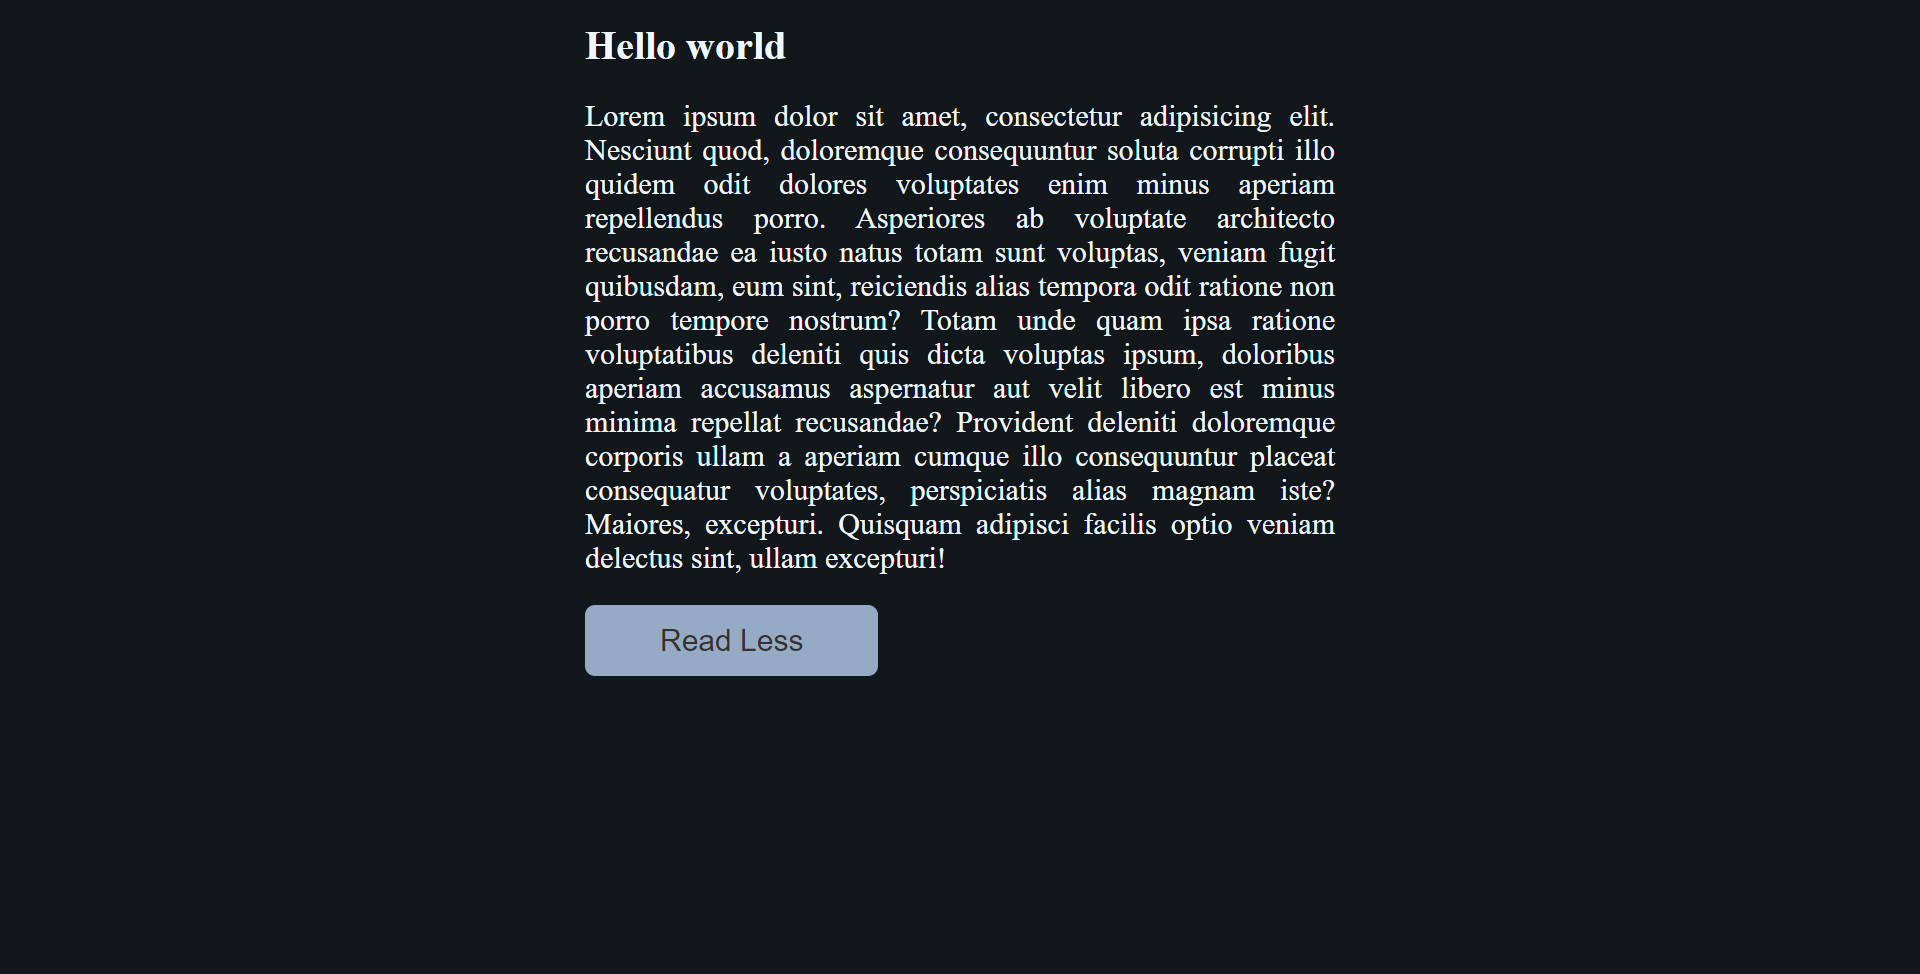 Hello world
Lorem ipsum dolor sit amet, consectetur adipisicing elit.
Nesciunt quod, doloremque consequuntur soluta corrupti illo
quidem odit dolores voluptates enim minus aperiam
repellendus porro. Asperiores ab voluptate architecto
recusandae ea iusto natus totam sunt voluptas, veniam fugit
quibusdam, eum sint, reiciendis alias tempora odit ratione non
porro tempore nostrum? Totam unde quam ipsa ratione
voluptatibus deleniti quis dicta voluptas ipsum, doloribus
aperiam accusamus aspernatur aut velit libero est minus
minima repellat recusandae? Provident deleniti doloremque
corporis ullam a aperiam cumque illo consequuntur placeat
consequatur voluptates, perspiciatis alias magnam iste?
Maiores, excepturi. Quisquam adipisci facilis optio veniam
delectus sint, ullam excepturi!
Read Less